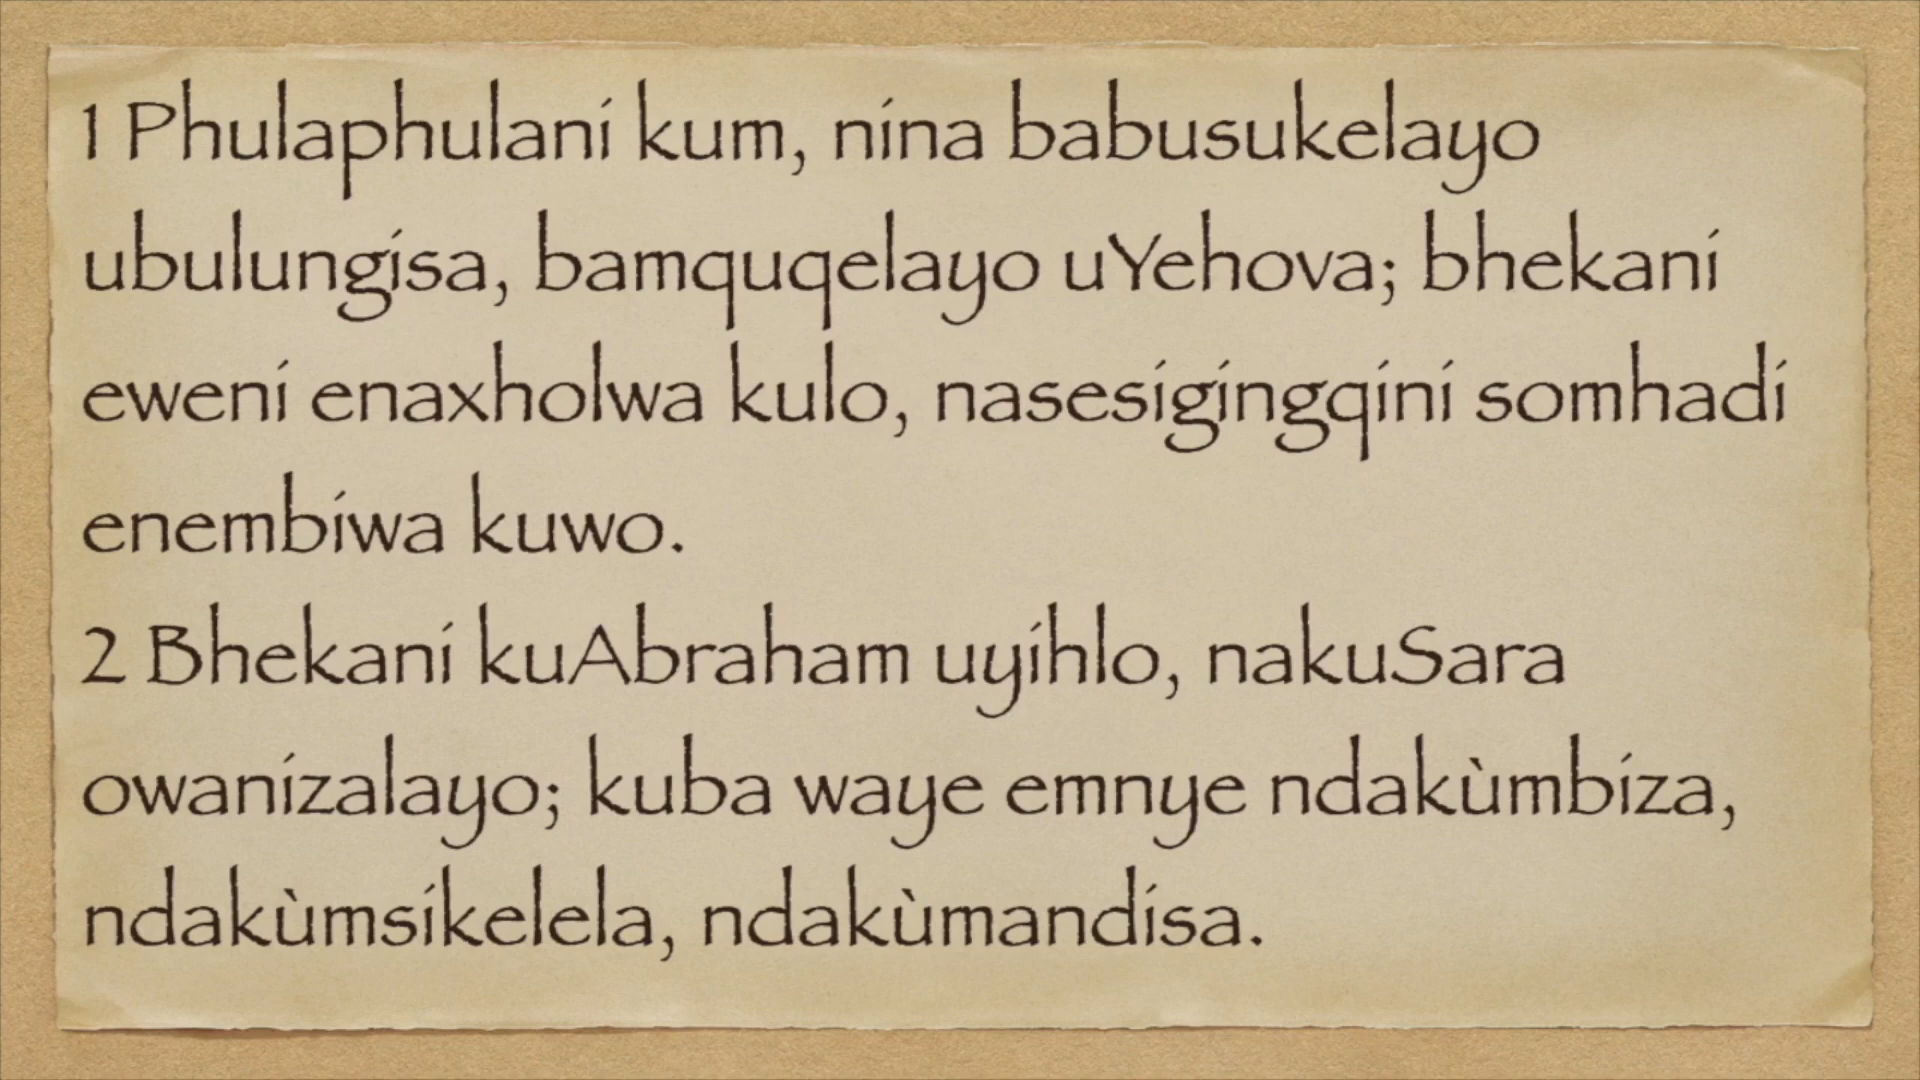 1 Phulaphulani kum, nina babusukelayo
ubulungisa, bamquqelayo uYehova; bhekani
eweni enaxholwa kulo, nasesigingqini somhadi
enembiwa kuwo.
2 Bhekani kuAbraham uyihlo, nakuSara
owanizalayo; kuba waye emnye ndakùmbiza,
ndakùmsikelela, ndakùmandisa.